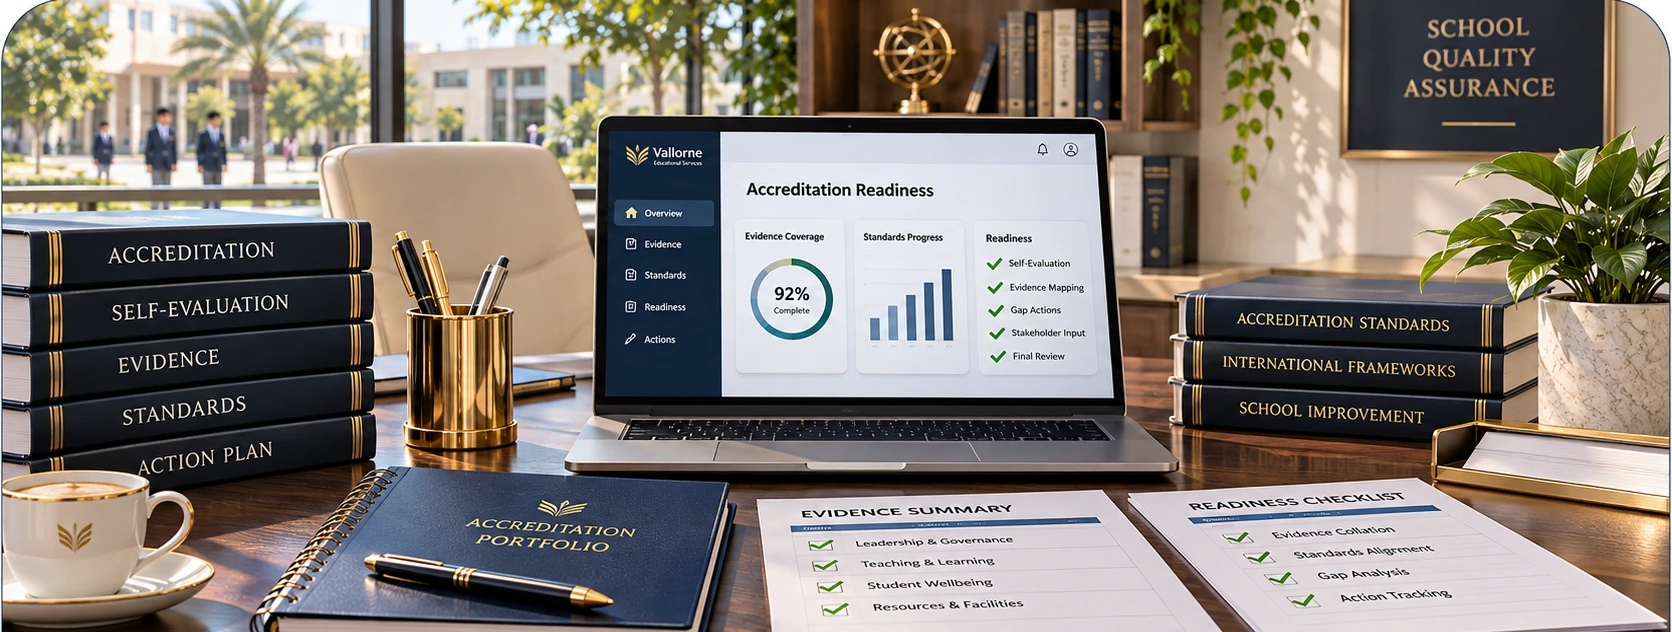 SCHOOL
QUALITY
ASSURANCE
Vallorne
Educational Services
Overview
Evidence
Standards
Readiness
Actions
Accreditation Readiness
Evidence Coverage
92%
Complete
Standards Progress
Readiness
Self-Evaluation
Evidence Mapping
Gap Actions
Stakeholder Input
Final Review
ACCREDITATION
SELF-EVALUATION
EVIDENCE
STANDARDS
ACTION PLAN
ACCREDITATION STANDARDS
INTERNATIONAL FRAMEWORKS
SCHOOL IMPROVEMENT
ACCREDITATION
PORTFOLIO
EVIDENCE SUMMARY
Leadership & Governance
Teaching & Learning
Student Wellbeing
Resources & Facilities
READINESS CHECKLIST
Evidence Collation
Standards Alignment
Gap Analysis
Action Tracking